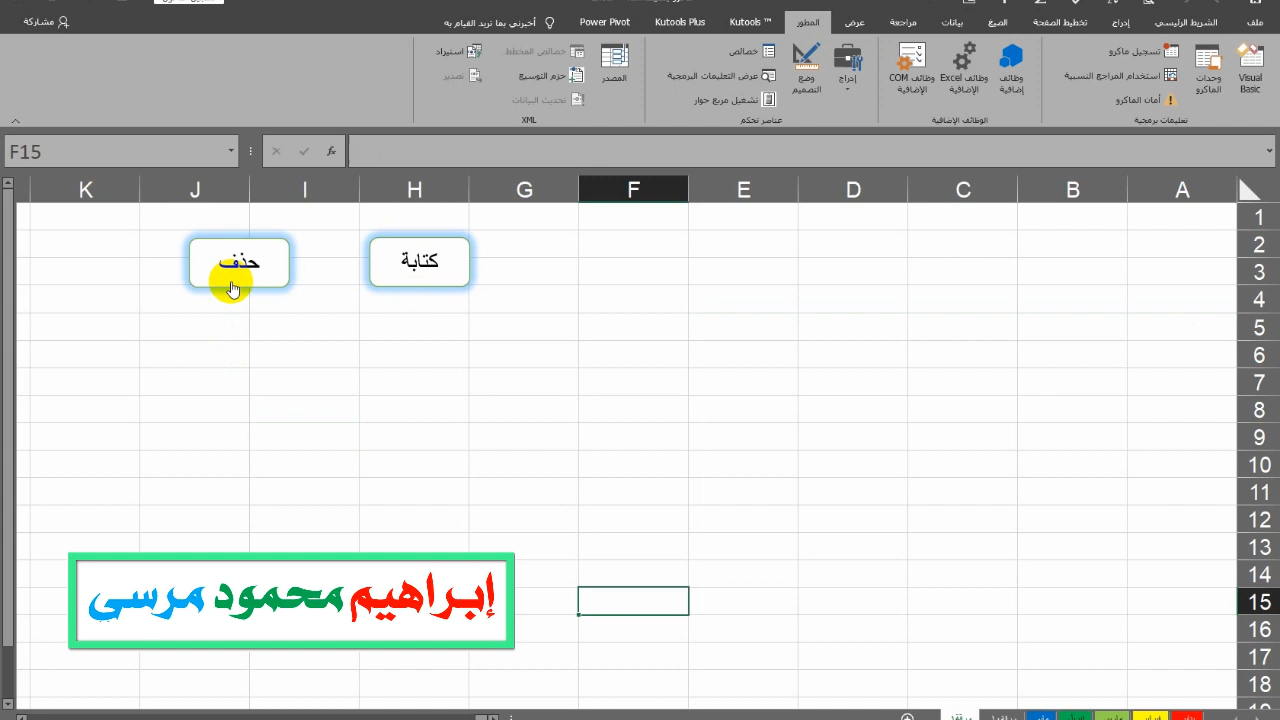 ملف الشريط الرئيسي إدراج تخطيط الصفحة الصيغ بيانات مراجعة عرض المطور Kutools ™ Kutools Plus Power Pivot أخبرني بما تريد القيام به مشاركة
Visual Basic
وحدات الماكرو
تسجيل ماكرو
استخدام المراجع النسبية
أمان الماكرو
تعليمات برمجية
وظائف إضافية
وظائف Excel الإضافية
وظائف COM الإضافية
الوظائف الإضافية
إدراج
وضع التصميم
خصائص
عرض التعليمات البرمجية
تشغيل مربع حوار
عناصر تحكم
المصدر
خصائص المخطط
حزم التوسيع
تحديث البيانات
استيراد
تصدير
XML
F15
fx
K J I H G F E D C B A
1
2
3
4
5
6
7
8
9
10
11
12
13
14
15
16
17
18
كتابة
حذف
إبراهيم محمود مرسى